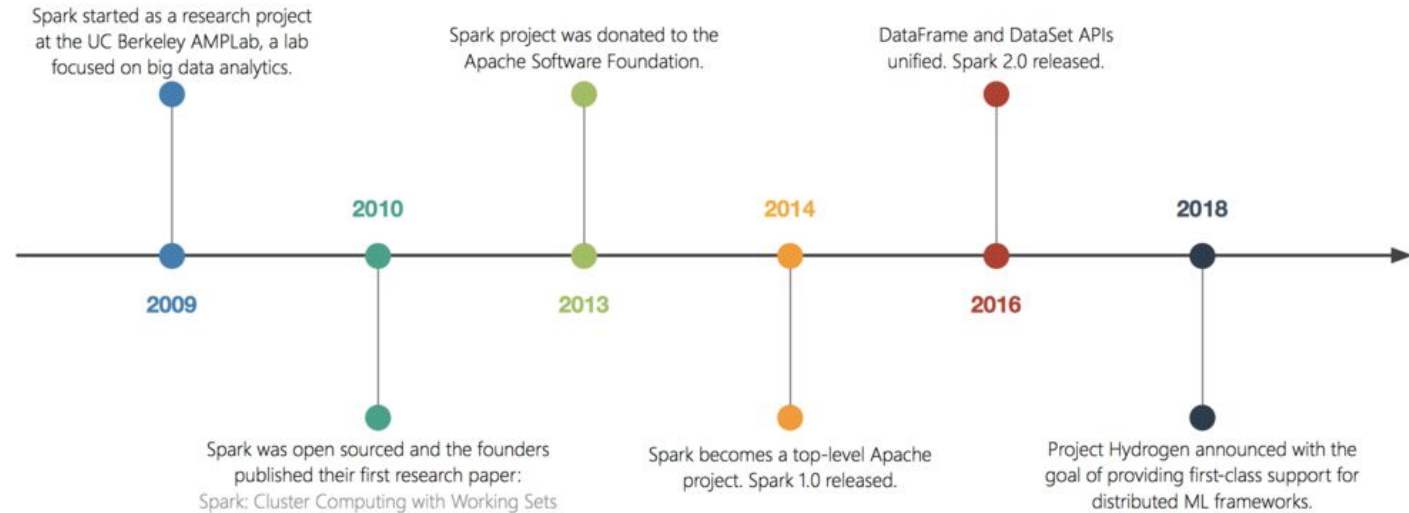 Spark started as a research project
at the UC Berkeley AMPLab, a lab
focused on big data analytics.
2009
2010
Spark was open sourced and the founders
published their first research paper:
Spark: Cluster Computing with Working Sets
Spark project was donated to the
Apache Software Foundation.
2013
2014
Spark becomes a top-level Apache
project. Spark 1.0 released.
DataFrame and DataSet APIs
unified. Spark 2.0 released.
2016
2018
Project Hydrogen announced with the
goal of providing first-class support for
distributed ML frameworks.